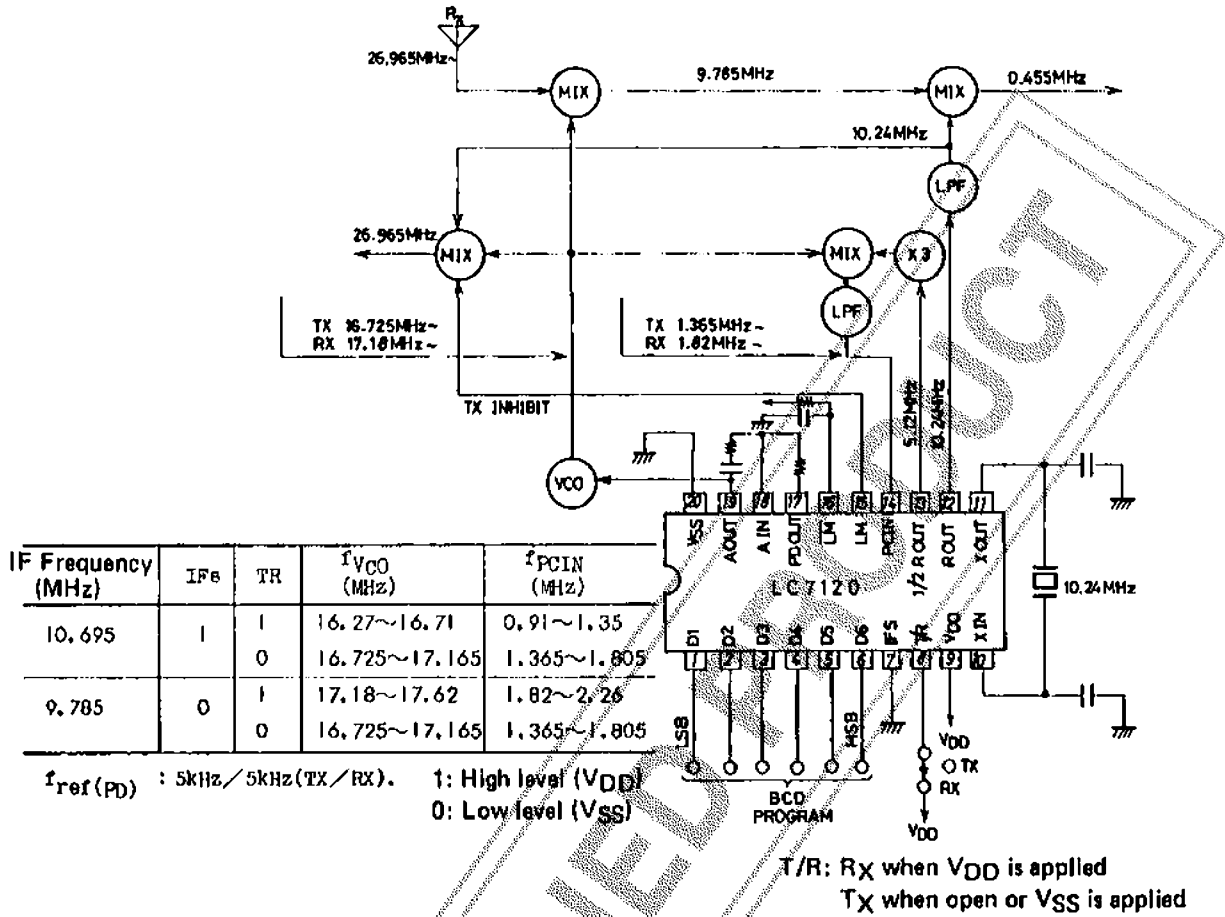 RX
26.965MHz~
MIX
9.785MHz
MIX
0.455MHz
10.24MHz
LPF
26.965MHz
MIX
MIX
X3
LPF
TX 16.725MHz~
RX 17.18MHz~
TX 1.365MHz~
RX 1.82MHz~
TX INHIBIT
5.12MHz
10.24MHz
VCO
20 19 18 17 16 15 14 13 12 11
VSS AOUT AIN PDOUT LM LM PCIN 1/2 ROUT ROUT XOUT
LC7120
10.24MHz
D1 D2 D3 D4 D5 D6 IFS T/R VDD XIN
1 2 3 4 5 6 7 8 9 10
LSB MSB
BCD
PROGRAM
VDD
TX
RX
VDD
IF Frequency (MHz) IFs TR fVCO (MHz) fPCIN (MHz)
10.695 1 1 16.27~16.71 0.91~1.35
0 16.725~17.165 1.365~1.805
9.785 0 1 17.18~17.62 1.82~2.26
0 16.725~17.165 1.365~1.805
fref(PD) : 5kHz/5kHz(TX/RX). 1: High level (VDD)
0: Low level (VSS)
T/R: RX when VDD is applied
TX when open or VSS is applied